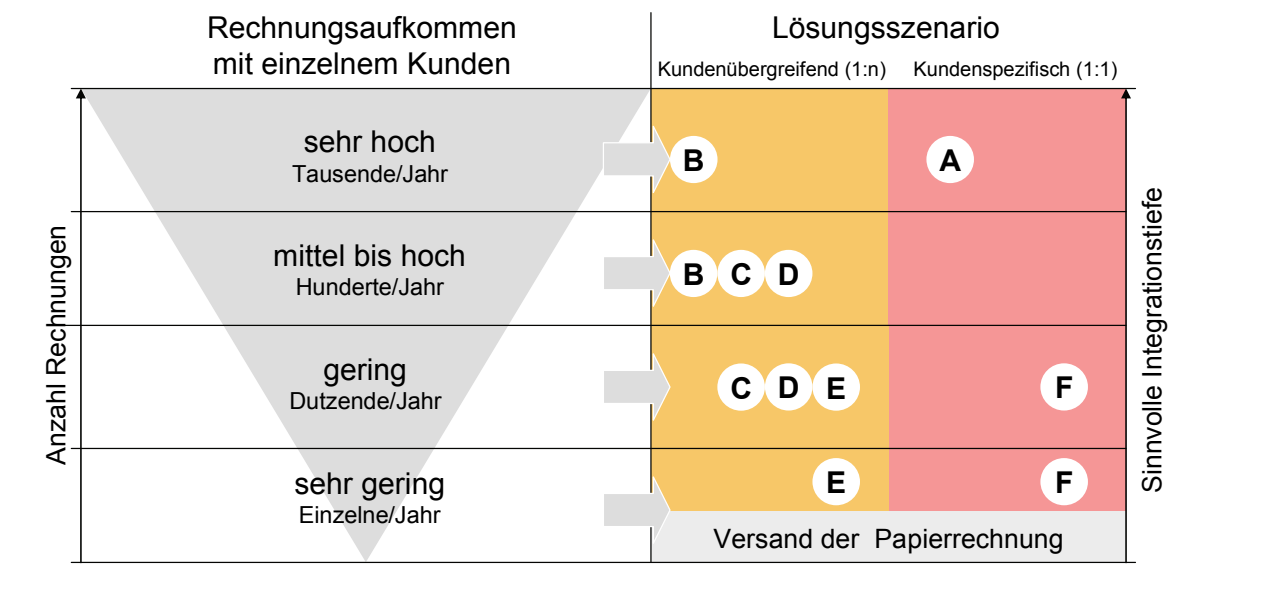 Rechnungsaufkommen
mit einzelnem Kunden
Lösungsszenario
Kundenübergreifend (1:n)
Kundenspezifisch (1:1)
Anzahl Rechnungen
sehr hoch
Tausende/Jahr
B
A
mittel bis hoch
Hunderte/Jahr
B C D
gering
Dutzende/Jahr
C D E
F
sehr gering
Einzelne/Jahr
E
F
Versand der Papierrechnung
Sinnvolle Integrationstiefe